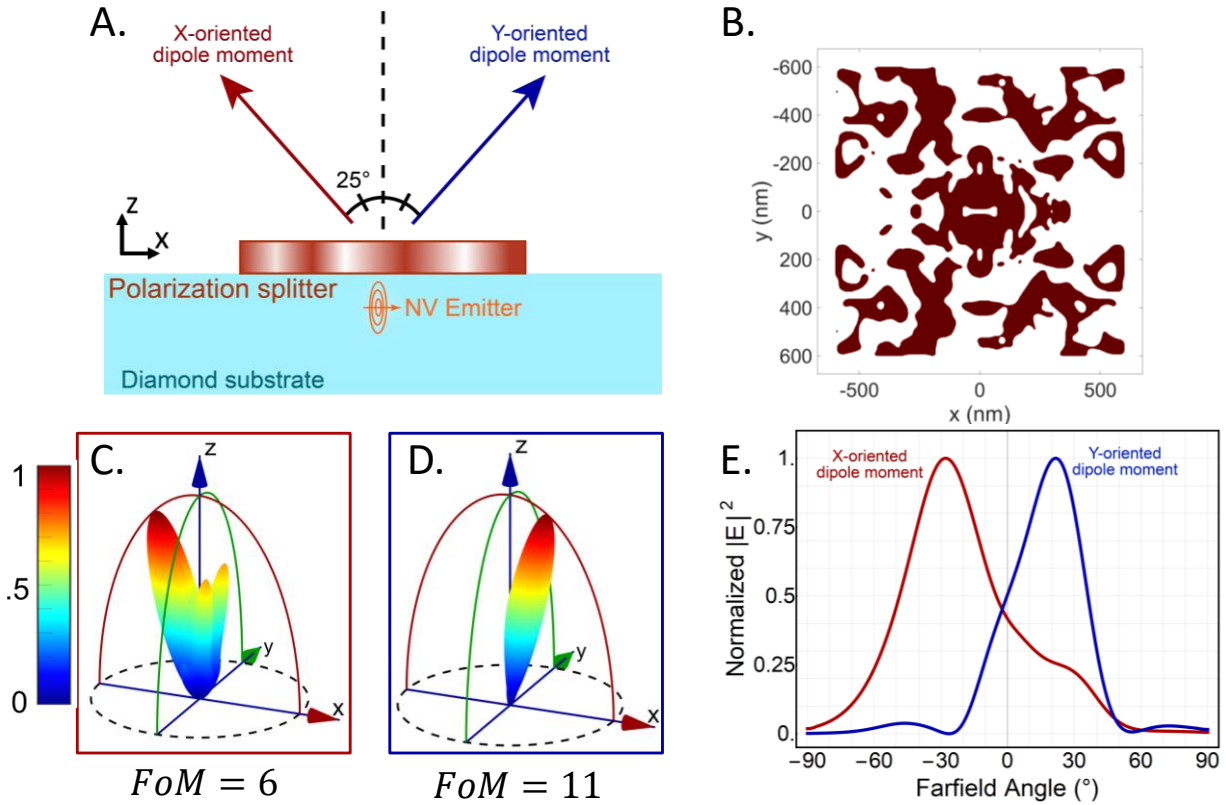 A.
X-oriented
dipole moment
Y-oriented
dipole moment
25°
z
x
Polarization splitter
NV Emitter
Diamond substrate
B.
-600
-400
-200
0
200
400
600
y (nm)
-500
0
500
x (nm)
C.
1
.5
0
z
y
x
FoM = 6
D.
z
y
x
FoM = 11
E.
X-oriented
dipole moment
Y-oriented
dipole moment
1.
0.75
0.5
0.25
0.
Normalized |E|²
−90 −60 −30 0 30 60 90
Farfield Angle (°)